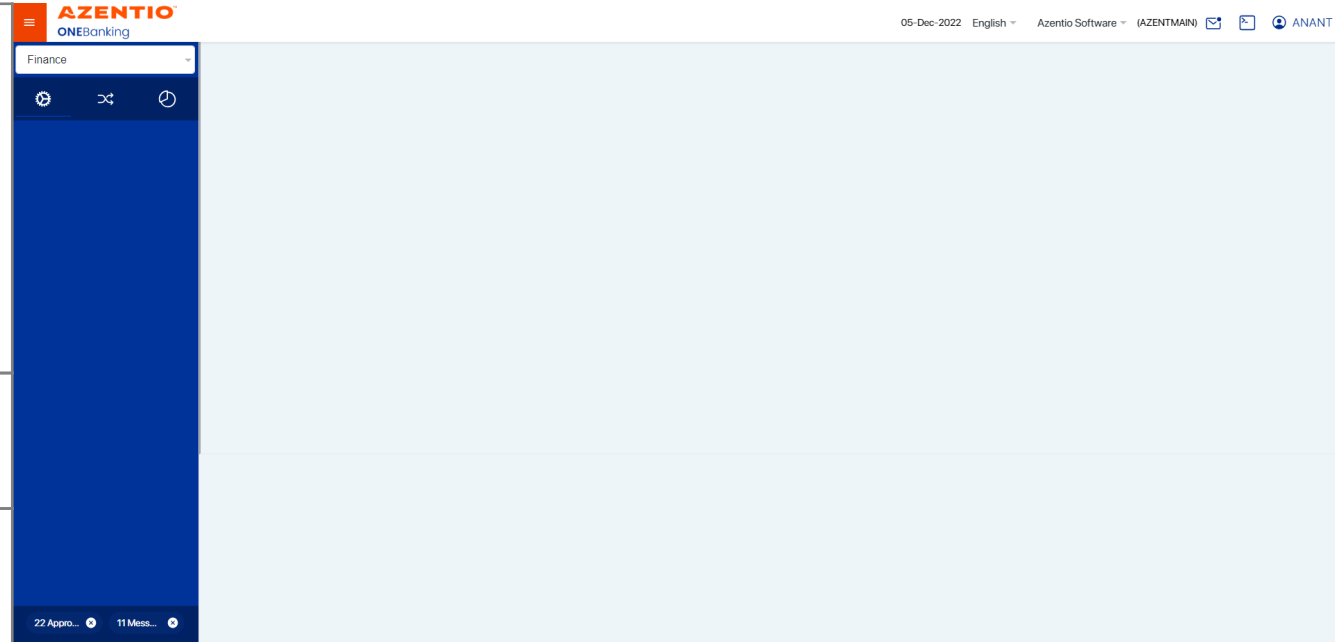 AZENTIO
ONEBanking
05-Dec-2022 English Azentio Software (AZENTMAIN) ANANT
Finance
22 Appro... 11 Mess...